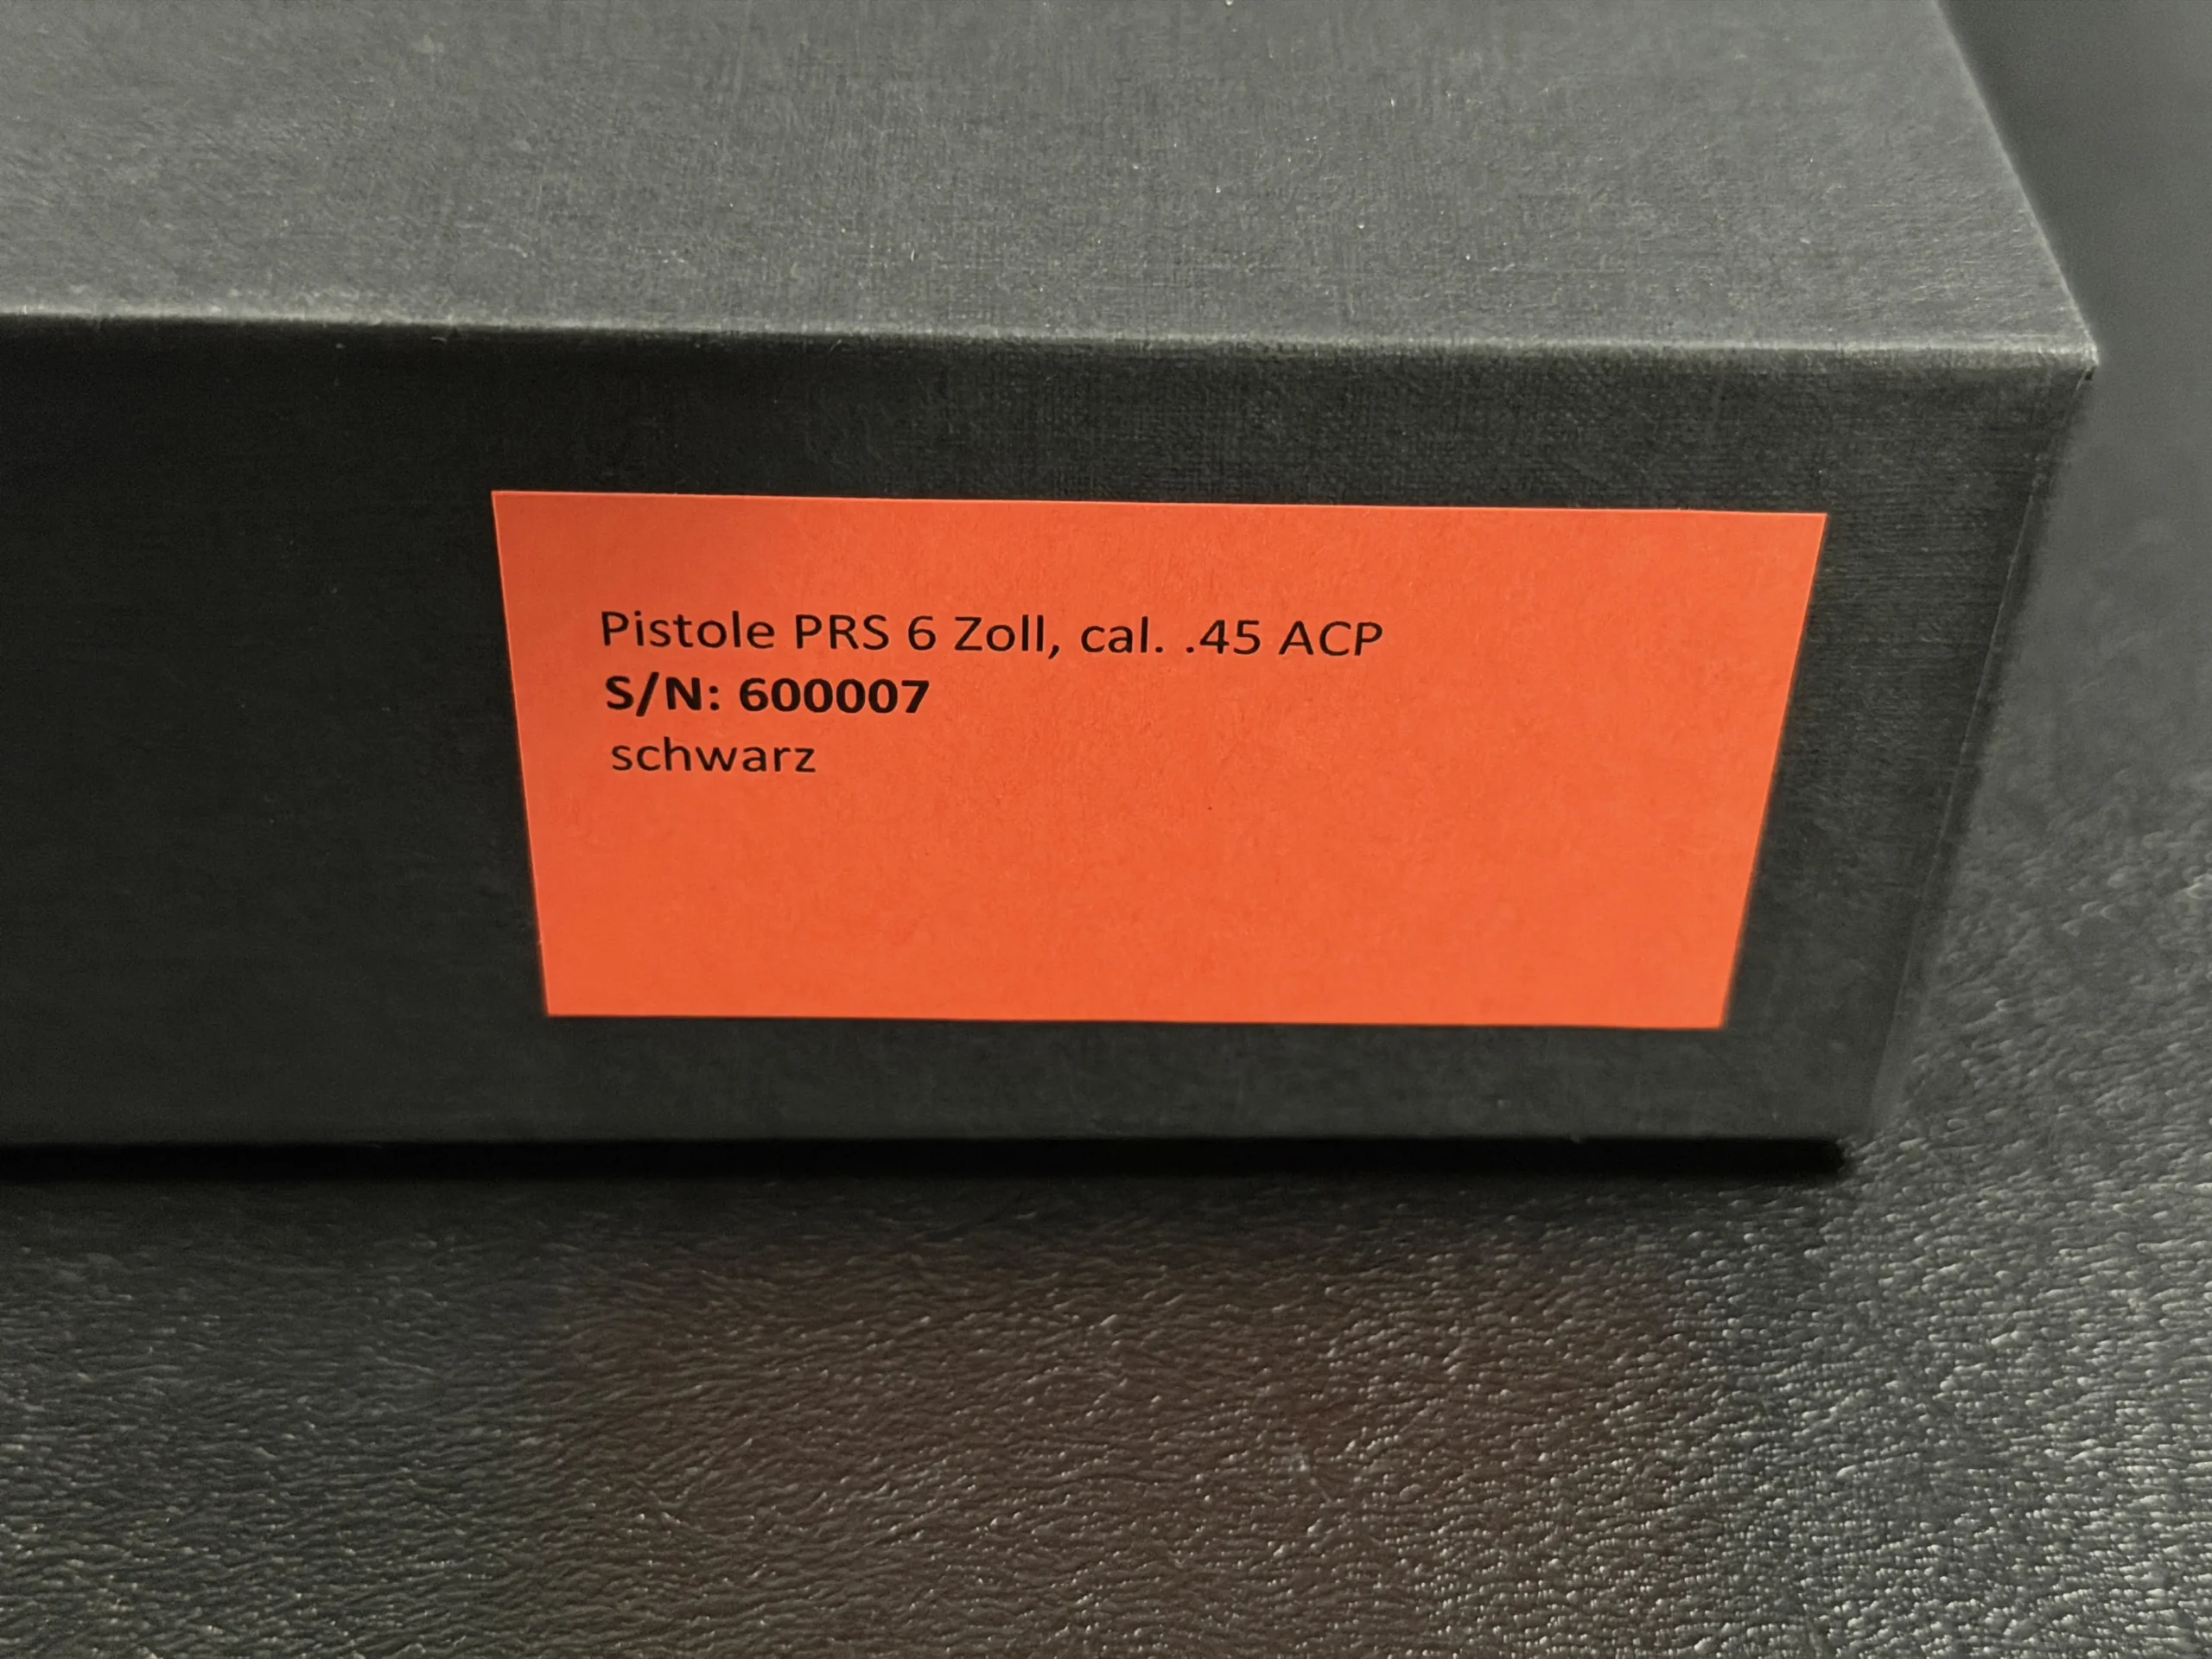 Pistole PRS 6 Zoll, cal. .45 ACP
S/N: 600007
schwarz